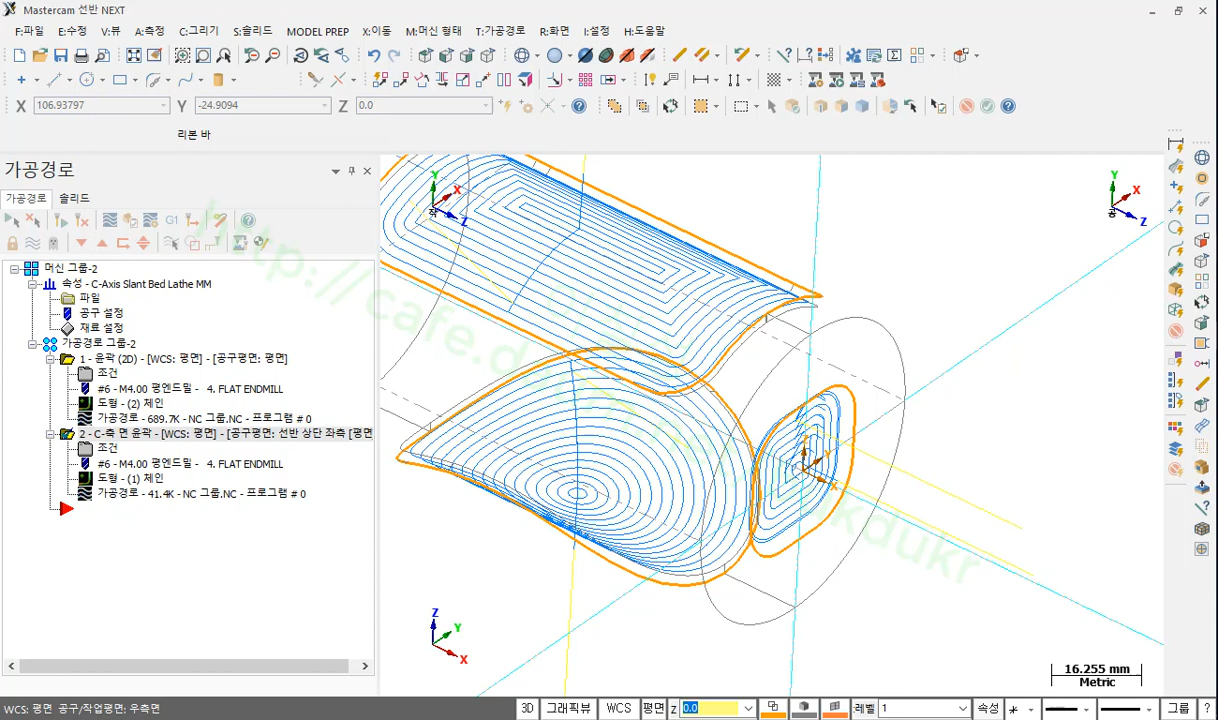 Mastercam 선반 NEXT
F:파일 E:수정 V:뷰 A:측정 C:그리기 S:솔리드 MODEL PREP X:이동 M:머신 형태 T:가공경로 R:화면 I:설정 H:도움말
X 106.93797 Y -24.9094 Z 0.0
리본 바
가공경로
가공경로 솔리드
G1
머신 그룹-2
속성 - C-Axis Slant Bed Lathe MM
파일
공구 설정
재료 설정
가공경로 그룹-2
1 - 윤곽 (2D) - [WCS: 평면] - [공구평면: 평면]
조건
#6 - M4.00 평엔드밀 - 4. FLAT ENDMILL
도형 - (2) 체인
가공경로 - 689.7K - NC 그룹.NC - 프로그램 # 0
2 - C-축 면 윤곽 - [WCS: 평면] - [공구평면: 선반 상단 좌측 [평면
조건
#6 - M4.00 평엔드밀 - 4. FLAT ENDMILL
도형 - (1) 체인
가공경로 - 41.4K - NC 그룹.NC - 프로그램 # 0
Y X Z
Y X Z
공
Z Y X
16.255 mm
Metric
WCS: 평면 공구/작업평면: 우측면
3D 그래픽뷰 WCS 평면 Z 0.0 레벨 1 속성 그룹 ?